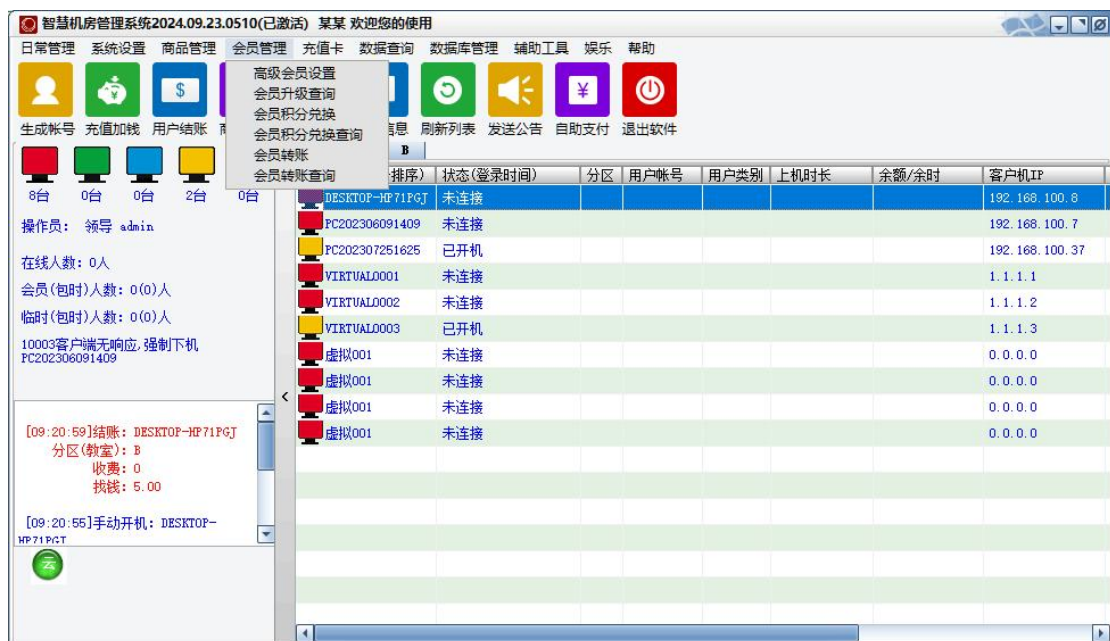 智慧机房管理系统2024.09.23.0510(已激活) 某某 欢迎您的使用
日常管理 系统设置 商品管理 会员管理 充值卡 数据查询 数据库管理 辅助工具 娱乐 帮助
高级会员设置
会员升级查询
会员积分兑换
会员积分兑换查询
会员转账
会员转账查询
生成帐号 充值加钱 用户结账 刷新列表 发送公告 自助支付 退出软件
B
8台 0台 0台 2台 0台
操作员: 领导 admin
在线人数: 0人
会员(包时)人数: 0(0)人
临时(包时)人数: 0(0)人
10003客户端无响应,强制下机
PC202306091409
[09:20:59]结账: DESKTOP-HP71PGJ
分区(教室): B
收费: 0
找钱: 5.00
[09:20:55]手动开机: DESKTOP-
HP71PGJ
云
排序) 状态(登录时间) 分区 用户帐号 用户类别 上机时长 余额/余时 客户机IP
DESKTOP-HP71PGJ 未连接 192.168.100.8
PC202306091409 未连接 192.168.100.7
PC202307251625 已开机 192.168.100.37
VIRTUAL0001 未连接 1.1.1.1
VIRTUAL0002 未连接 1.1.1.2
VIRTUAL0003 已开机 1.1.1.3
虚拟001 未连接 0.0.0.0
虚拟001 未连接 0.0.0.0
虚拟001 未连接 0.0.0.0
虚拟001 未连接 0.0.0.0